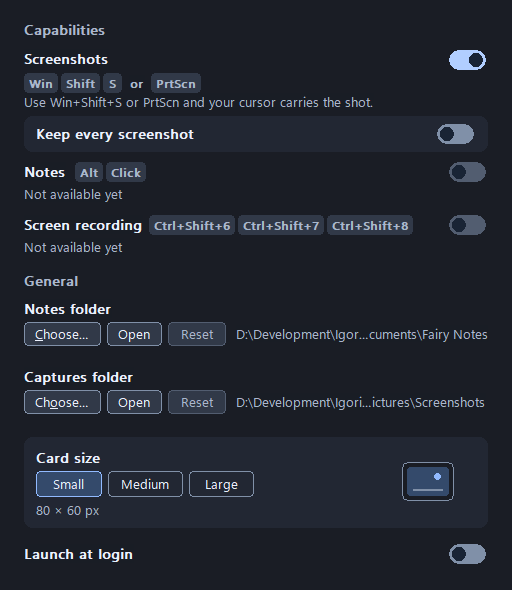 Capabilities
Screenshots
Win Shift S or PrtScn
Use Win+Shift+S or PrtScn and your cursor carries the shot.
Keep every screenshot
Notes Alt Click
Not available yet
Screen recording Ctrl+Shift+6 Ctrl+Shift+7 Ctrl+Shift+8
Not available yet
General
Notes folder
Choose... Open Reset D:\Development\Igor...cuments\Fairy Notes
Captures folder
Choose... Open Reset D:\Development\Igori...ictures\Screenshots
Card size
Small Medium Large
80 × 60 px
Launch at login